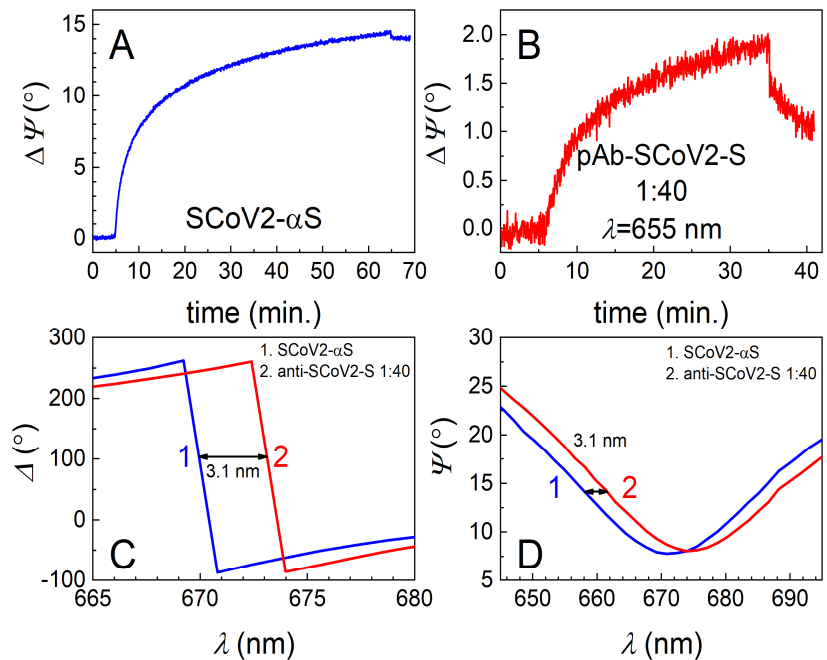 A
15
10
5
0
ΔΨ(°)
SCoV2-αS
0 10 20 30 40 50 60 70
time (min.)
B
2.0
1.5
1.0
0.5
0.0
ΔΨ(°)
pAb-SCoV2-S
1:40
λ=655 nm
0 10 20 30 40
time (min.)
300
200
100
0
-100
Δ (°)
1. SCoV2-αS
2. anti-SCoV2-S 1:40
1 2
3.1 nm
C
665 670 675 680
λ (nm)
30
25
20
15
10
5
Ψ(°)
1. SCoV2-αS
2. anti-SCoV2-S 1:40
3.1 nm
1 2
D
650 660 670 680 690
λ (nm)